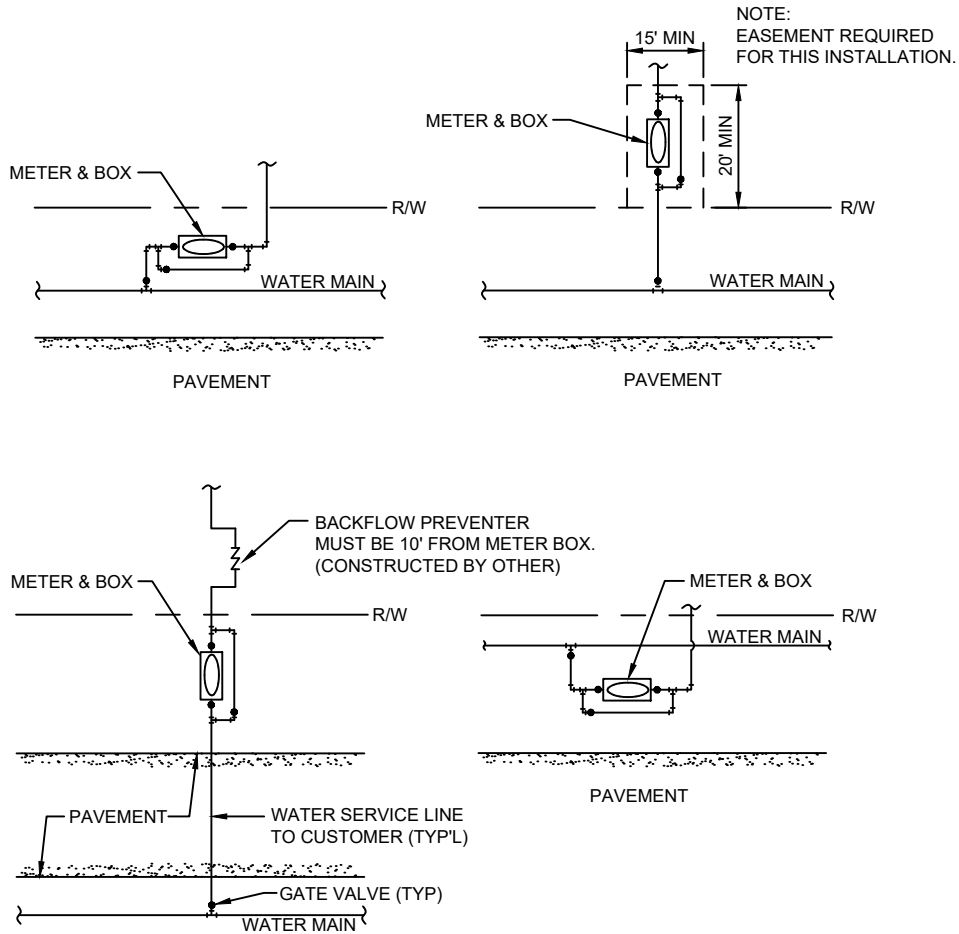 METER & BOX
R/W
WATER MAIN
PAVEMENT
NOTE:
EASEMENT REQUIRED
FOR THIS INSTALLATION.
15' MIN
METER & BOX
20' MIN
R/W
WATER MAIN
PAVEMENT
BACKFLOW PREVENTER
MUST BE 10' FROM METER BOX.
(CONSTRUCTED BY OTHER)
METER & BOX
R/W
PAVEMENT
WATER SERVICE LINE
TO CUSTOMER (TYP'L)
GATE VALVE (TYP)
WATER MAIN
METER & BOX
R/W
WATER MAIN
PAVEMENT